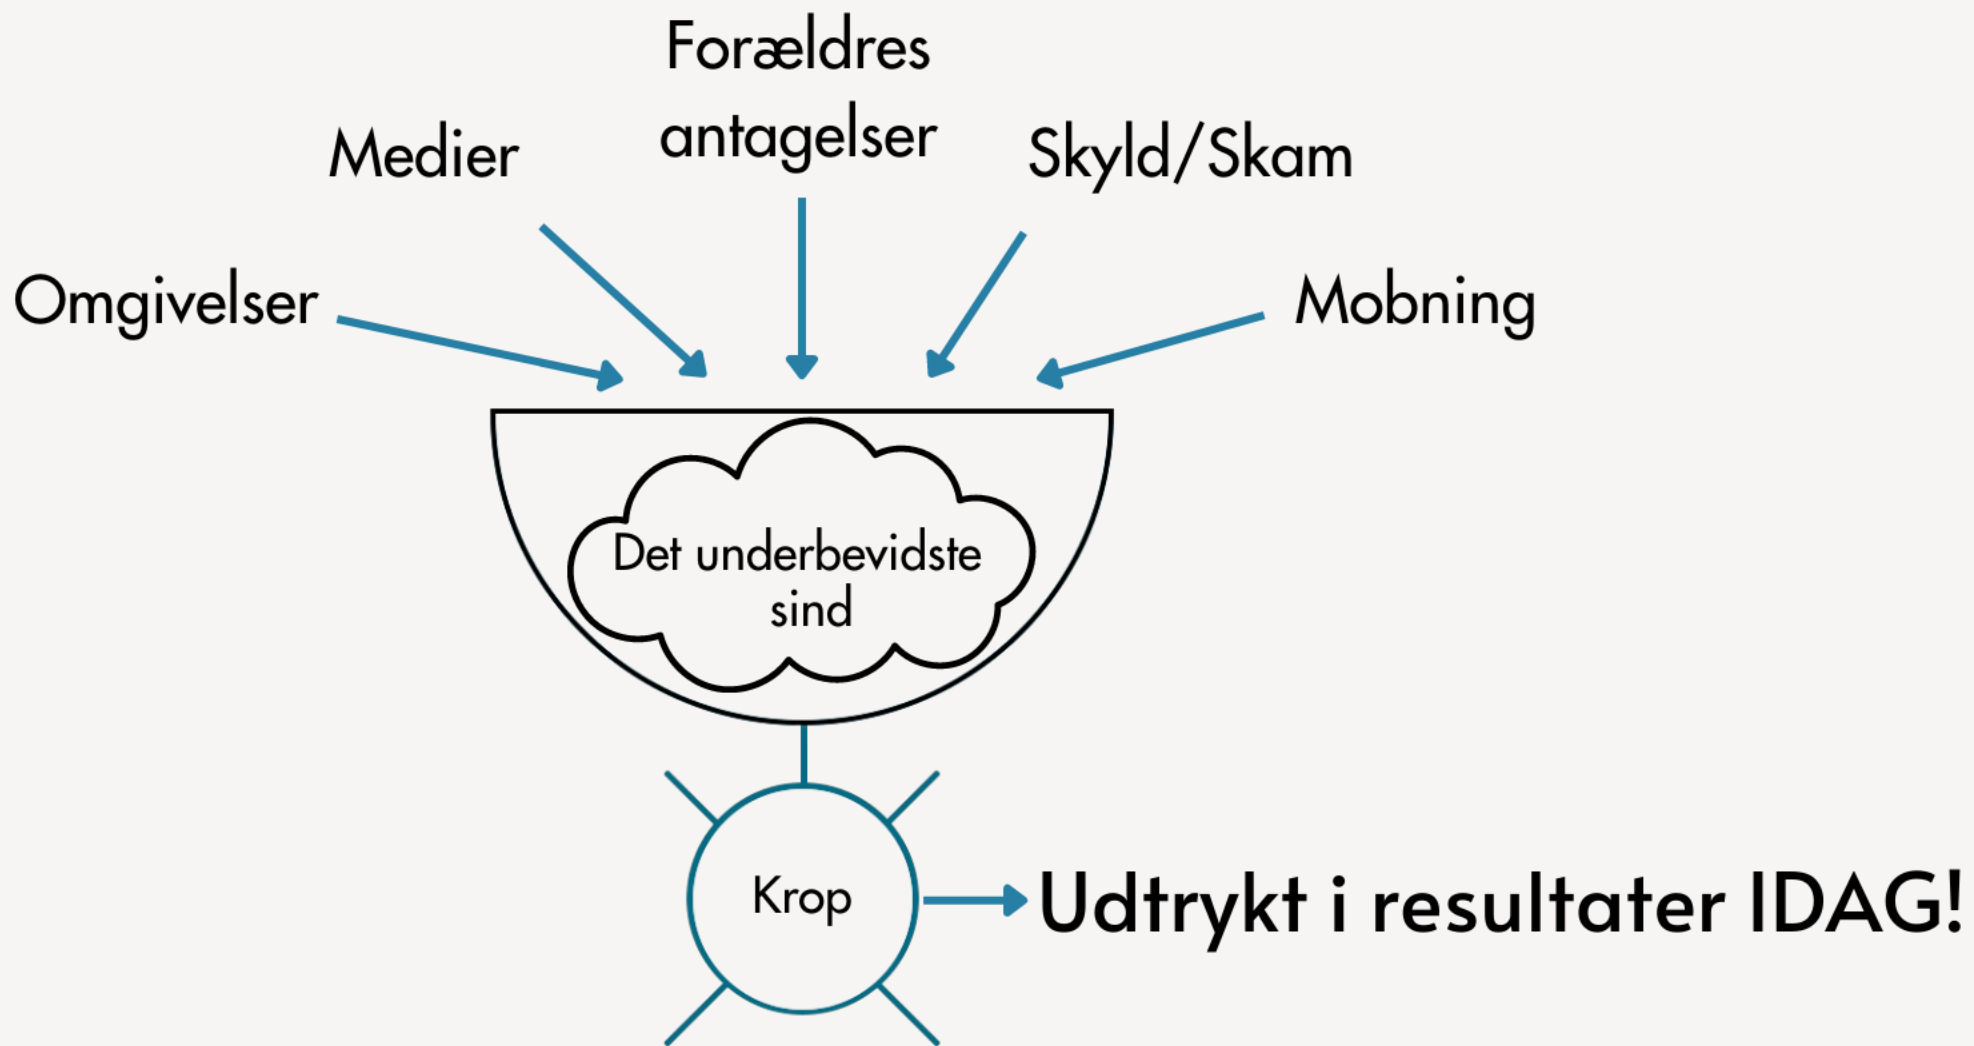 Forældres
antagelser
Medier
Skyld/Skam
Omgivelser
Mobning
Det underbevidste
sind
Krop
Udtrykt i resultater IDAG!